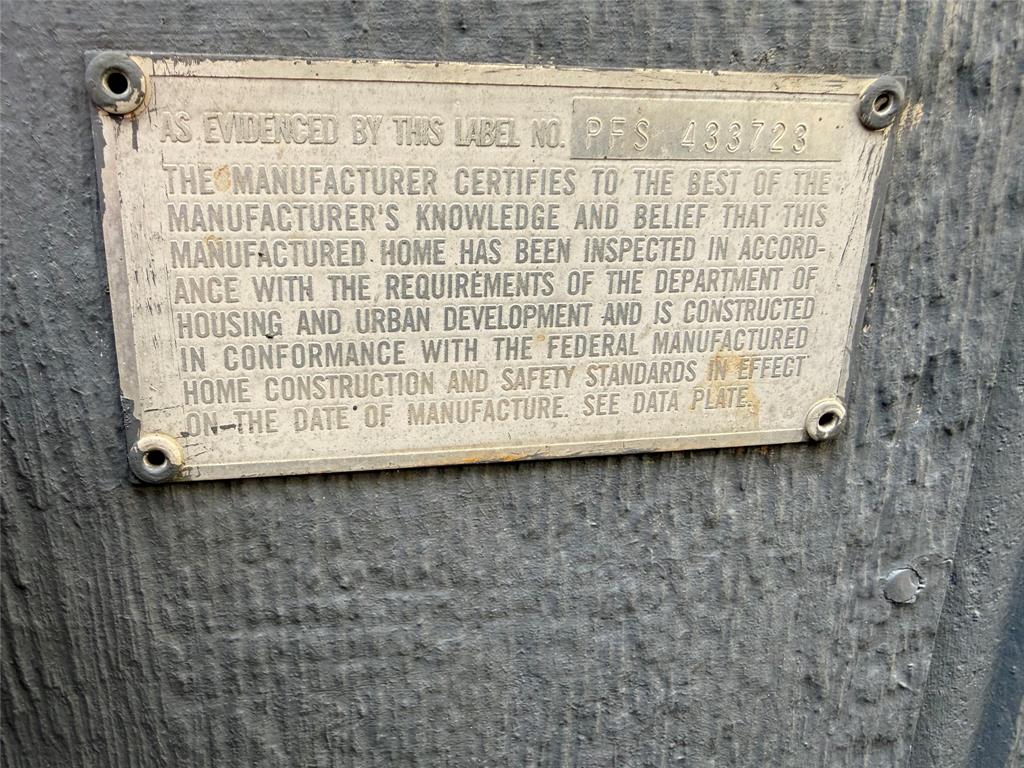 AS EVIDENCED BY THIS LABEL NO. PFS 433723
THE MANUFACTURER CERTIFIES TO THE BEST OF THE
MANUFACTURER'S KNOWLEDGE AND BELIEF THAT THIS
MANUFACTURED HOME HAS BEEN INSPECTED IN ACCORD-
ANCE WITH THE REQUIREMENTS OF THE DEPARTMENT OF
HOUSING AND URBAN DEVELOPMENT AND IS CONSTRUCTED
IN CONFORMANCE WITH THE FEDERAL MANUFACTURED
HOME CONSTRUCTION AND SAFETY STANDARDS IN EFFECT
ON THE DATE OF MANUFACTURE. SEE DATA PLATE.